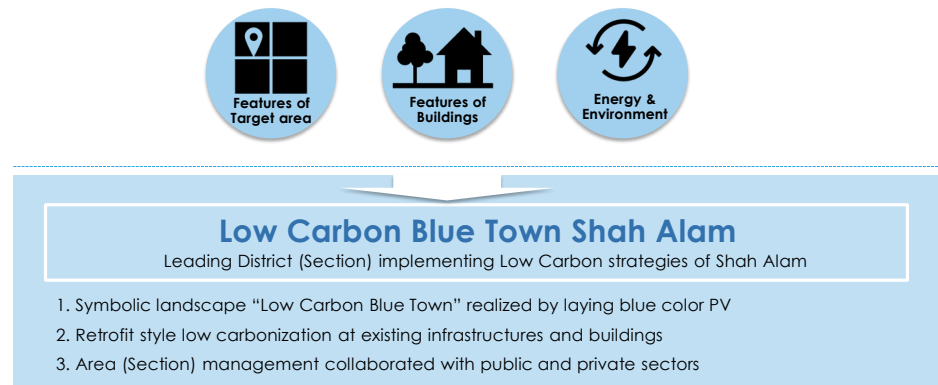 Features of
Target area
Features of
Buildings
Energy &
Environment
Low Carbon Blue Town Shah Alam
Leading District (Section) implementing Low Carbon strategies of Shah Alam
1. Symbolic landscape “Low Carbon Blue Town” realized by laying blue color PV
2. Retrofit style low carbonization at existing infrastructures and buildings
3. Area (Section) management collaborated with public and private sectors